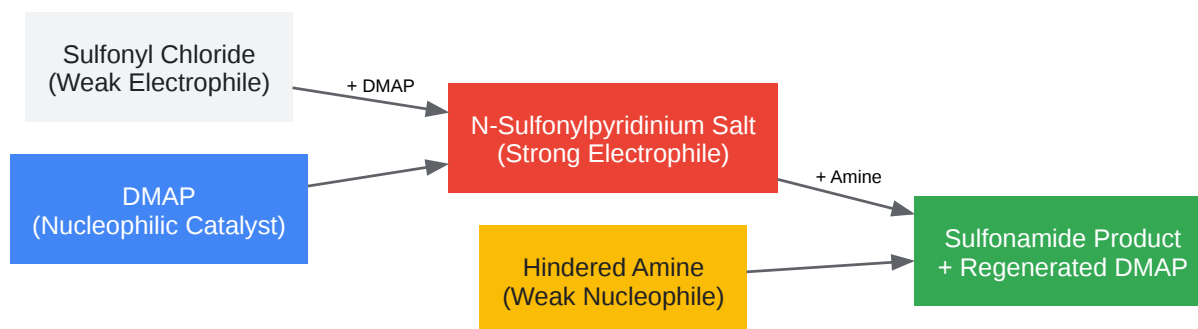 Sulfonyl Chloride
(Weak Electrophile)
+ DMAP
DMAP
(Nucleophilic Catalyst)
N-Sulfonylpyridinium Salt
(Strong Electrophile)
+ Amine
Hindered Amine
(Weak Nucleophile)
Sulfonamide Product
+ Regenerated DMAP